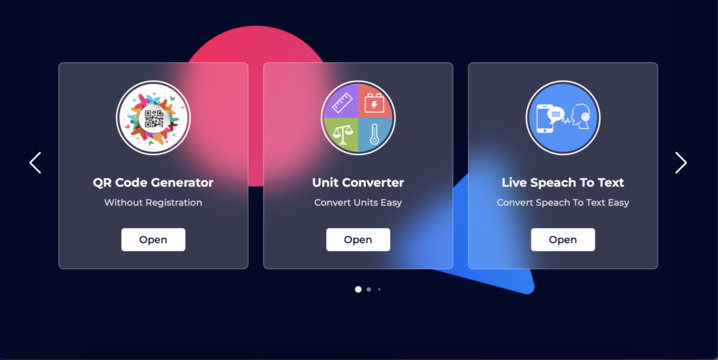 QR Code Generator
Without Registration
Open
Unit Converter
Convert Units Easy
Open
Live Speach To Text
Convert Speach To Text Easy
Open